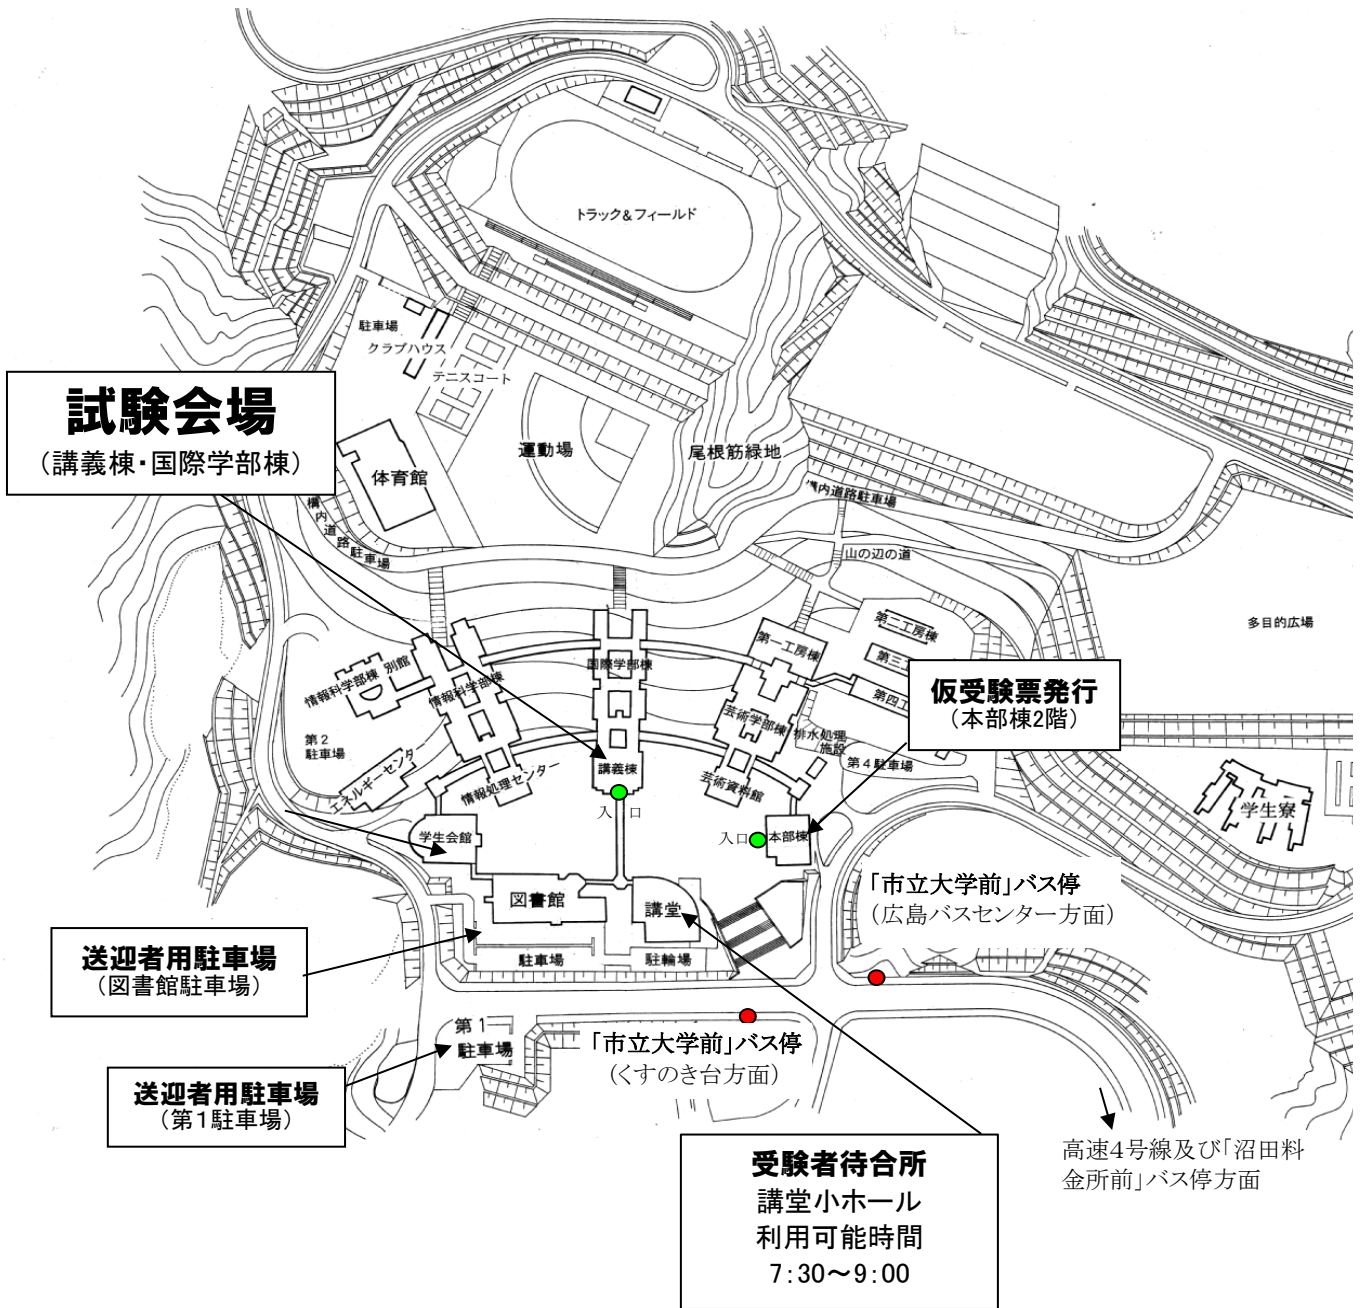 トラック&フィールド
駐車場
クラブハウス
テニスコート
試験会場
(講義棟・国際学部棟)
運動場
尾根筋緑地
体育館
構内道路駐車場
構内道路駐車場
山の辺の道
多目的広場
第二工房棟
第一工房棟
第三工
第四工
国際学部棟
情報科学部棟 別館
情報科学部棟
芸術学部棟
仮受験票発行
(本部棟2階)
排水処理
施設
第2
駐車場
第4駐車場
エネルギーセンタ
情報処理センター
講義棟
芸術資料館
入口
学生会館
入口
本部棟
学生寮
図書館
講堂
「市立大学前」バス停
(広島バスセンター方面)
送迎者用駐車場
(図書館駐車場)
駐車場
駐輪場
第1
駐車場
「市立大学前」バス停
(くすのき台方面)
送迎者用駐車場
(第1駐車場)
高速4号線及び「沼田料
金所前」バス停方面
受験者待合所
講堂小ホール
利用可能時間
7:30〜9:00